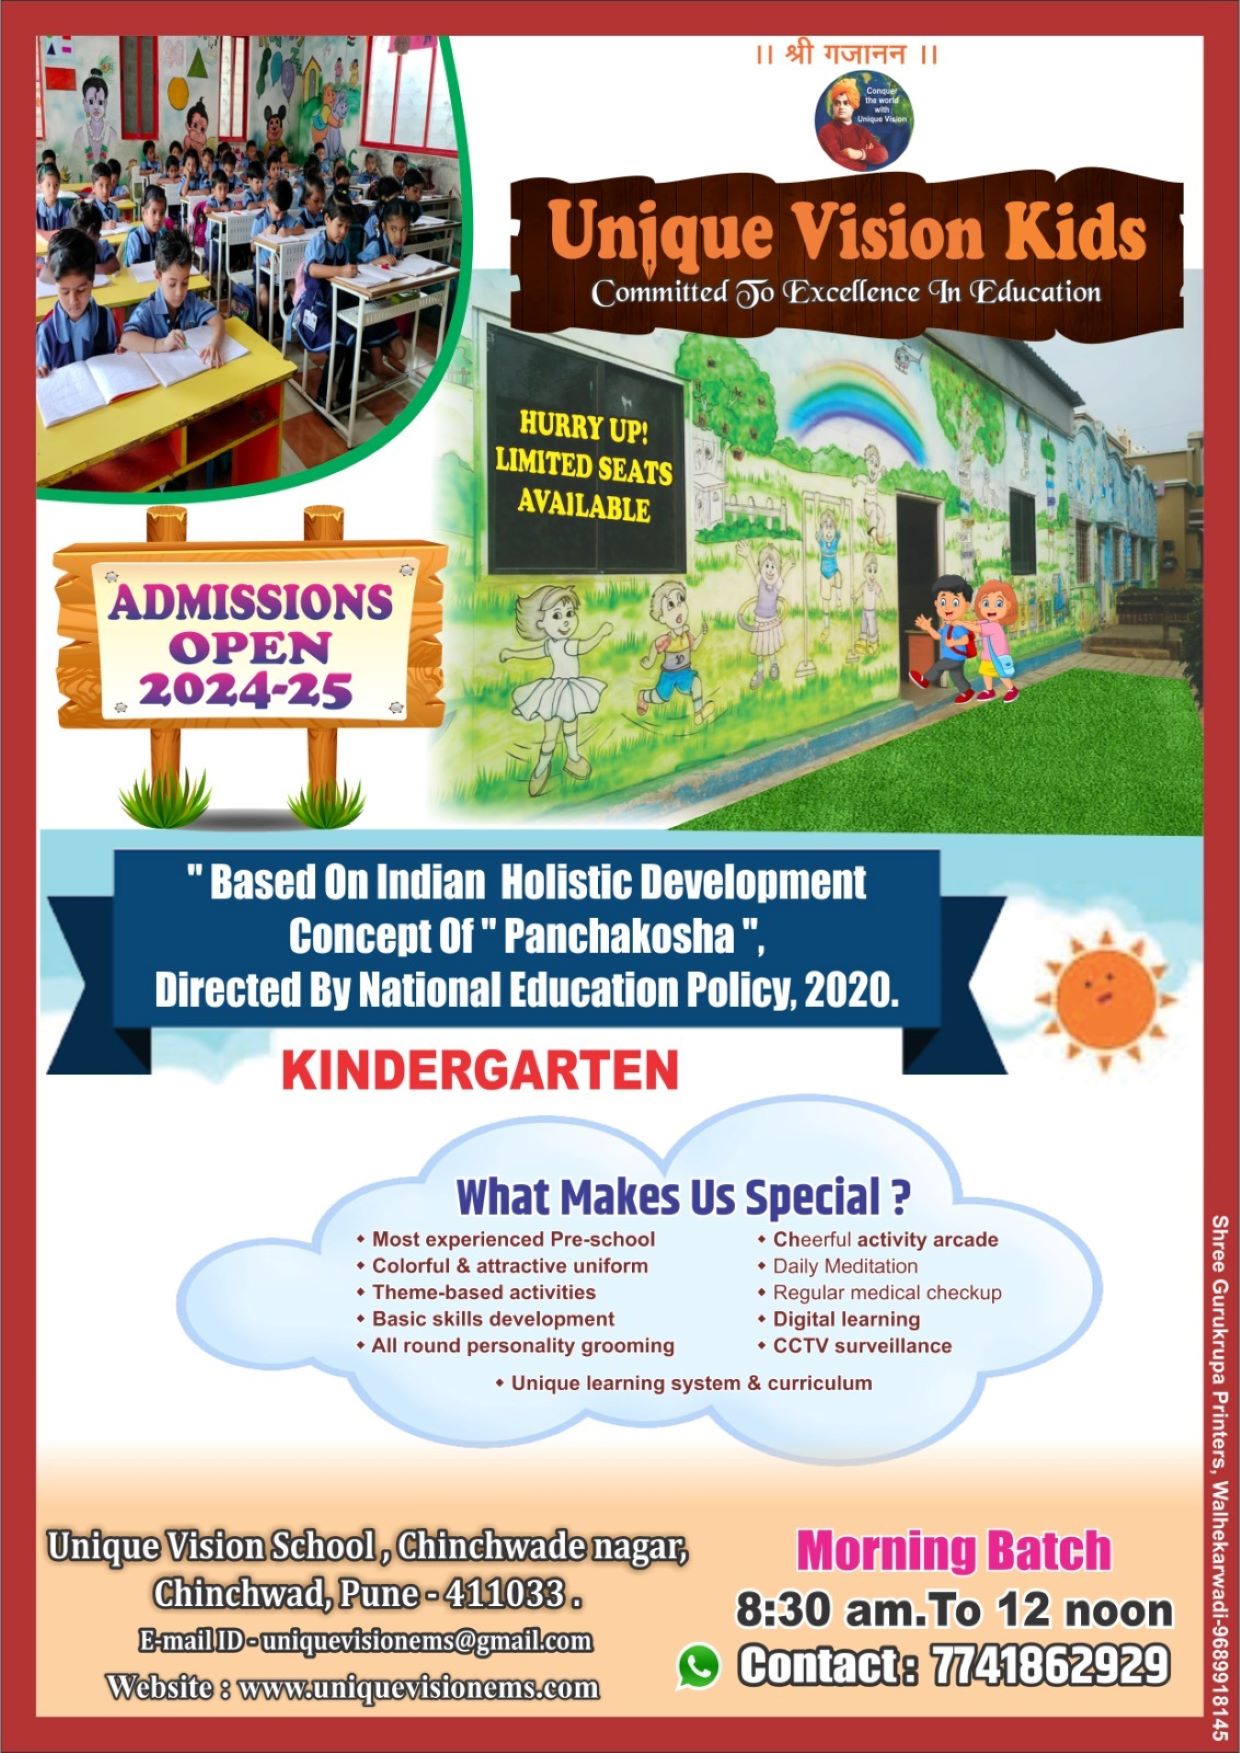 ।। श्री गजानन ।।
Conquer
the world
with
Unique Vision
Unique Vision Kids
Committed To Excellence In Education
HURRY UP!
LIMITED SEATS
AVAILABLE
ADMISSIONS
OPEN
2024-25
" Based On Indian Holistic Development
Concept Of " Panchakosha ",
Directed By National Education Policy, 2020.
KINDERGARTEN
What Makes Us Special ?
• Most experienced Pre-school
• Colorful & attractive uniform
• Theme-based activities
• Basic skills development
• All round personality grooming
• Cheerful activity arcade
• Daily Meditation
• Regular medical checkup
• Digital learning
• CCTV surveillance
• Unique learning system & curriculum
Unique Vision School , Chinchwade nagar,
Chinchwad, Pune - 411033 .
E-mail ID - uniquevisionems@gmail.com
Website : www.uniquevisionems.com
Morning Batch
8:30 am.To 12 noon
Contact : 7741862929
Shree Gurukrupa Printers, Walhekarwadi-9689918145